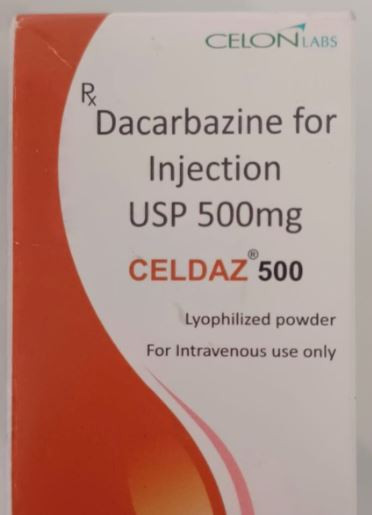 CELON LABS
Rx
Dacarbazine for
Injection
USP 500mg
CELDAZ® 500
Lyophilized powder
For Intravenous use only